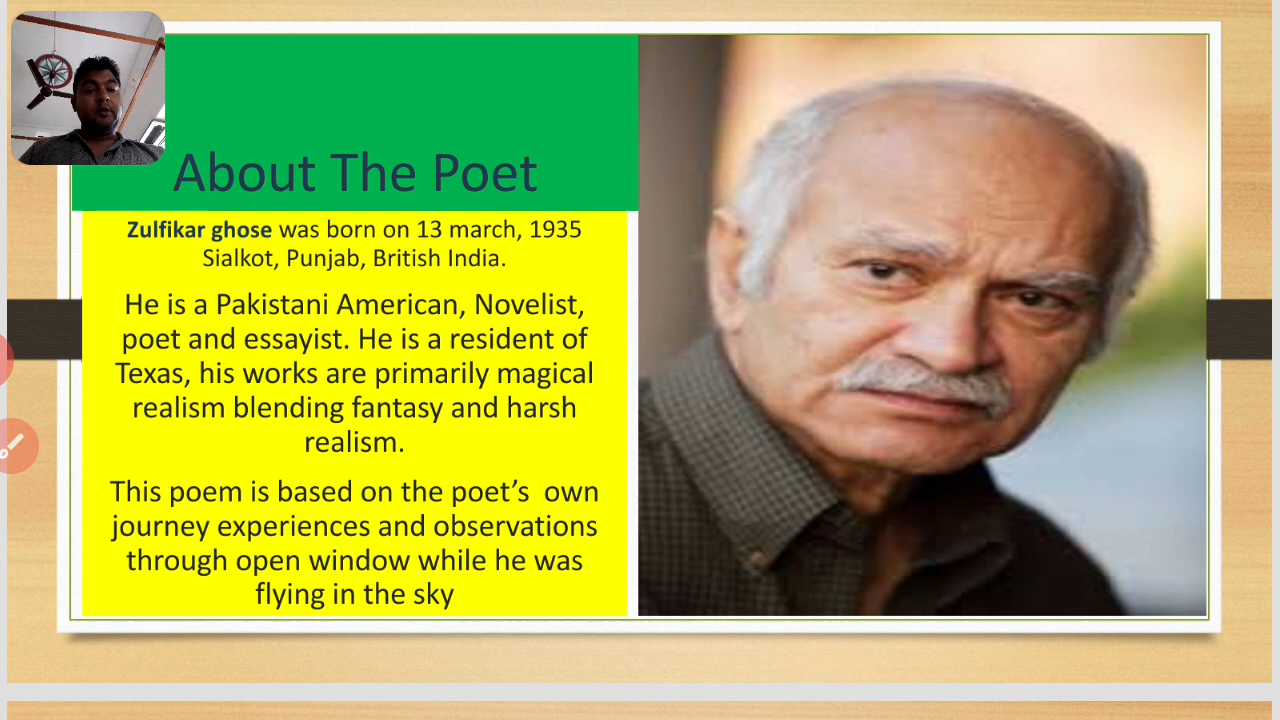 About The Poet
Zulfikar ghose was born on 13 march, 1935
Sialkot, Punjab, British India.
He is a Pakistani American, Novelist,
poet and essayist. He is a resident of
Texas, his works are primarily magical
realism blending fantasy and harsh
realism.
This poem is based on the poet’s  own
journey experiences and observations
through open window while he was
flying in the sky